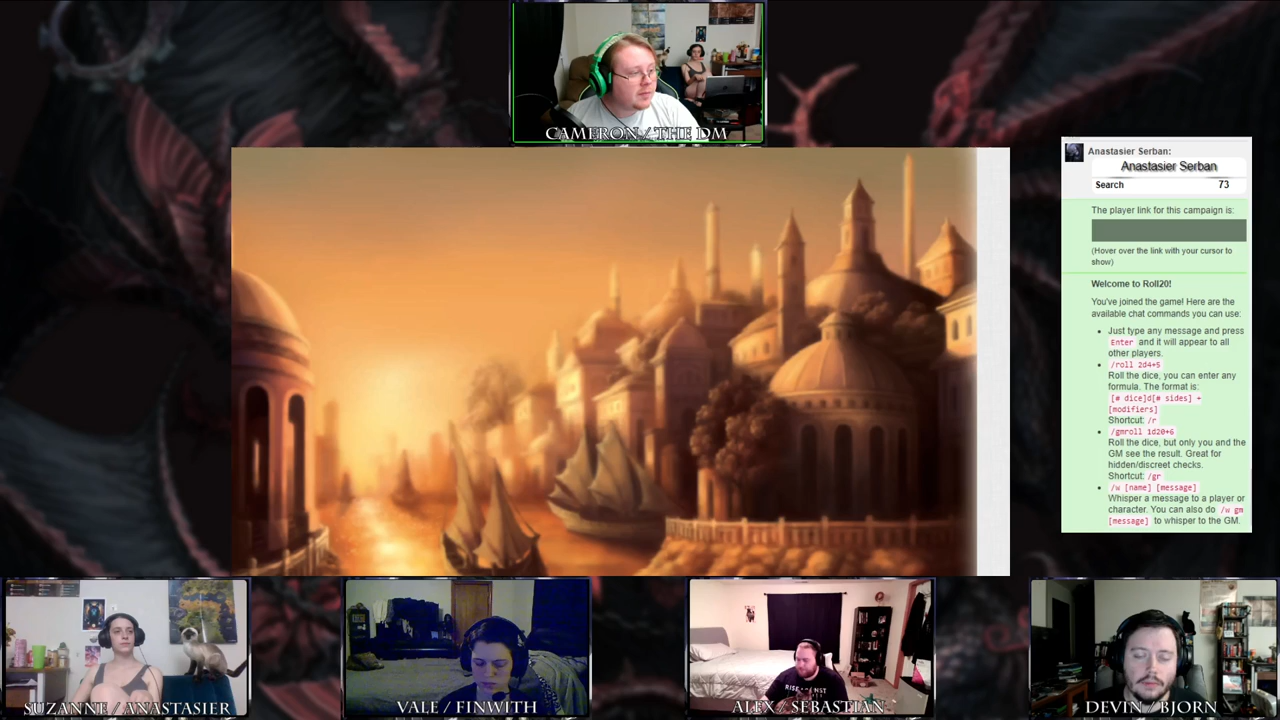 CAMERON / THE DM
Anastasier Serban:
Anastasier Serban
Search 73
The player link for this campaign is:
(Hover over the link with your cursor to
show)
Welcome to Roll20!
You've joined the game! Here are the
available chat commands you can use:
Just type any message and press
Enter and it will appear to all
other players.
/roll 2d4+5
Roll the dice, you can enter any
formula. The format is:
[# dice]d[# sides] +
[modifiers]
Shortcut: /r
/gmroll 1d20+6
Roll the dice, but only you and the
GM see the result. Great for
hidden/discreet checks.
Shortcut: /gr
/w [name] [message]
Whisper a message to a player or
character. You can also do /w gm
[message] to whisper to the GM.
SUZANNE / ANASTASIER
VALE / FINWITH
RISE AGAINST
ALEX / SEBASTIAN
DEVIN / BJORN